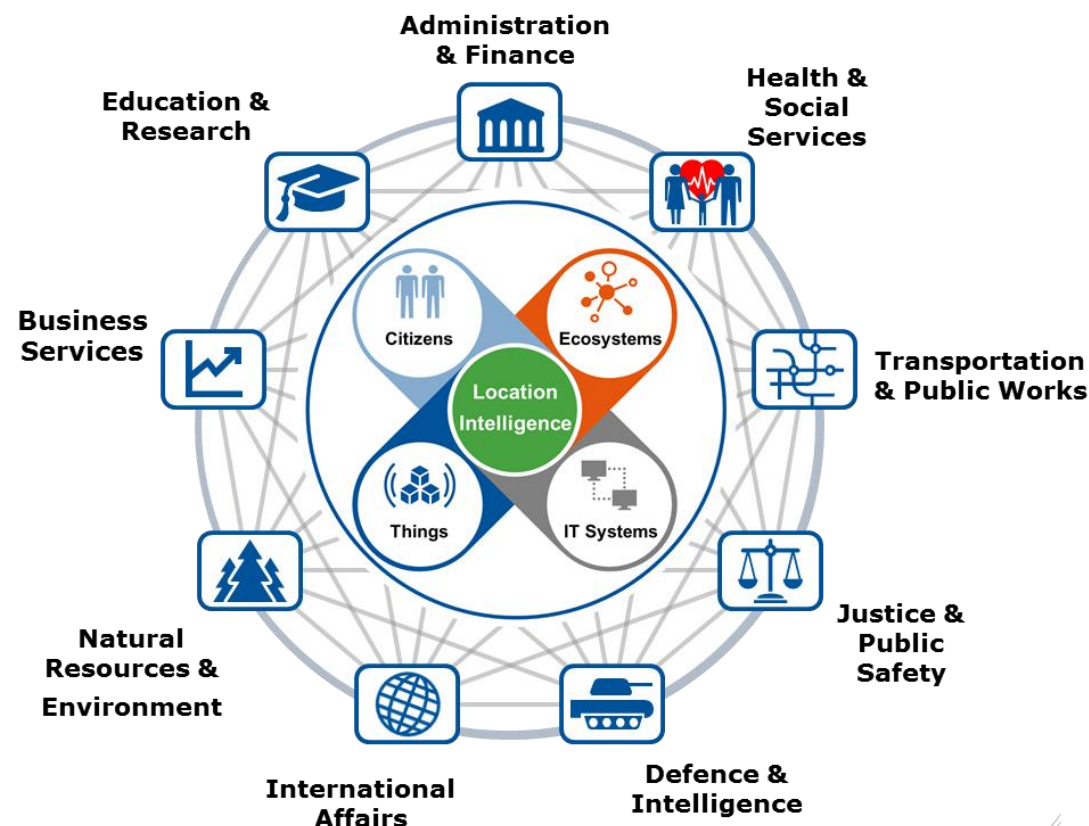 Administration
& Finance
Health &
Social
Services
Education &
Research
Business
Services
Transportation
& Public Works
Citizens
Ecosystems
Location
Intelligence
Things
IT Systems
Justice &
Public
Safety
Natural
Resources &
Environment
International
Affairs
Defence &
Intelligence